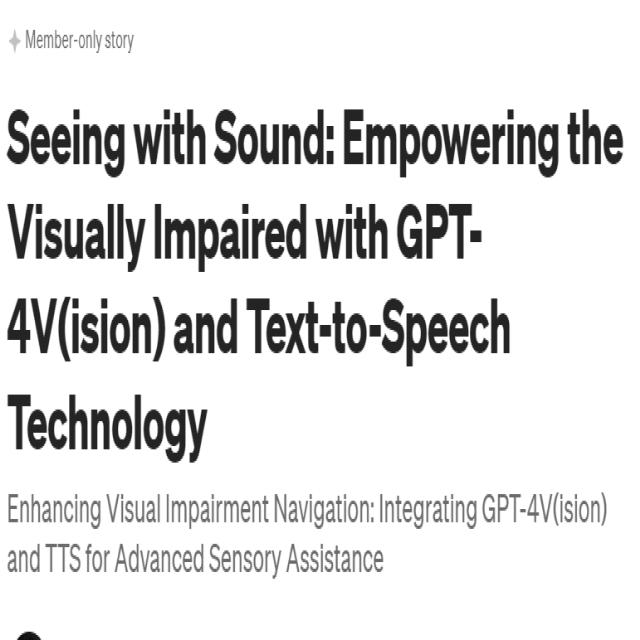 Member-only story
Seeing with Sound: Empowering the
Visually Impaired with GPT-
4V(ision) and Text-to-Speech
Technology
Enhancing Visual Impairment Navigation: Integrating GPT-4V(ision)
and TTS for Advanced Sensory Assistance